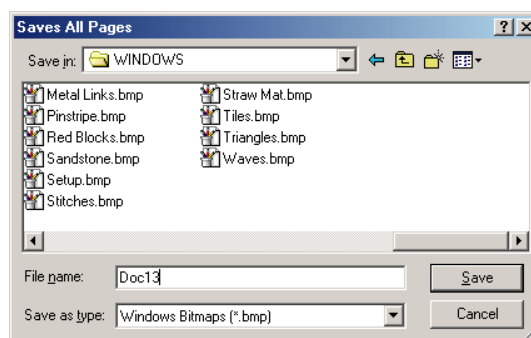 Saves All Pages
Save in: WINDOWS
Metal Links.bmp
Pinstripe.bmp
Red Blocks.bmp
Sandstone.bmp
Setup.bmp
Stitches.bmp
Straw Mat.bmp
Tiles.bmp
Triangles.bmp
Waves.bmp
File name: Doc13 Save
Save as type: Windows Bitmaps (*.bmp) Cancel